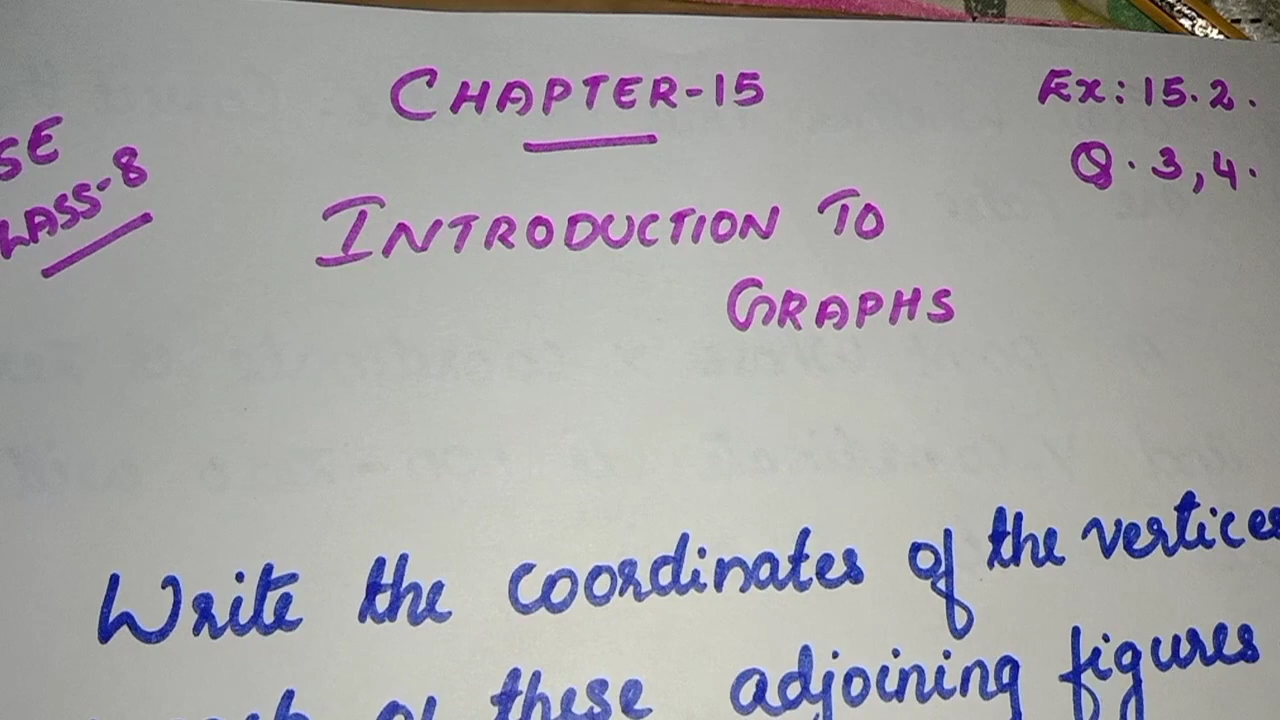 CHAPTER-15
Ex: 15.2.
Q. 3, 4.
SE
LASS-8
INTRODUCTION TO
GRAPHS
Write the coordinates of the vertices
of these adjoining figures